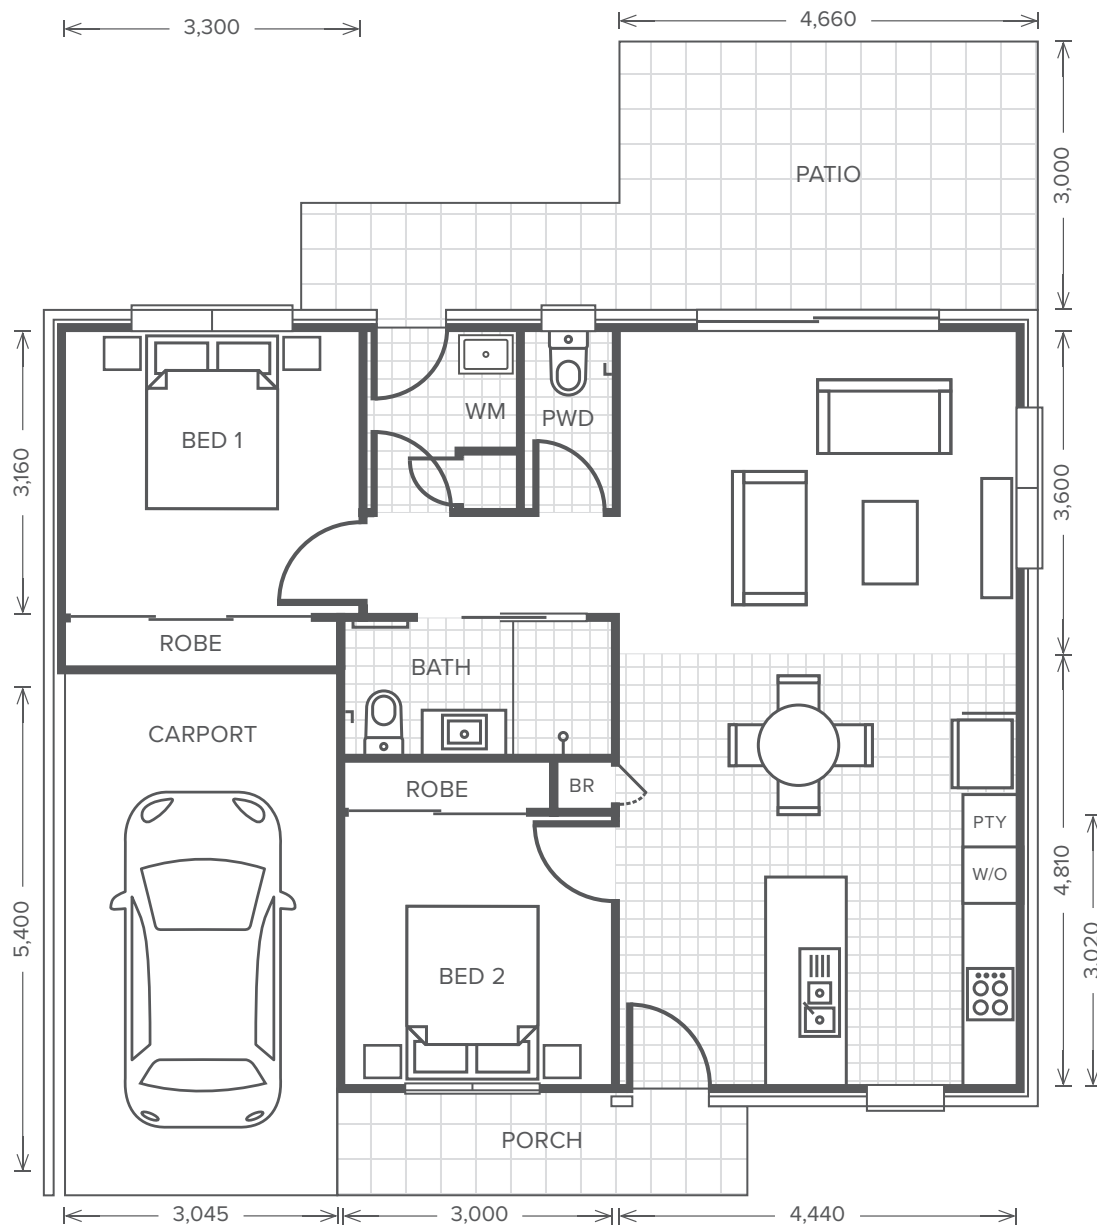 3,300
4,660
PATIO
3,000
WM
PWD
BED 1
3,160
3,600
ROBE
BATH
CARPORT
ROBE
BR
PTY
W/O
4,810
5,400
3,020
BED 2
PORCH
3,045
3,000
4,440